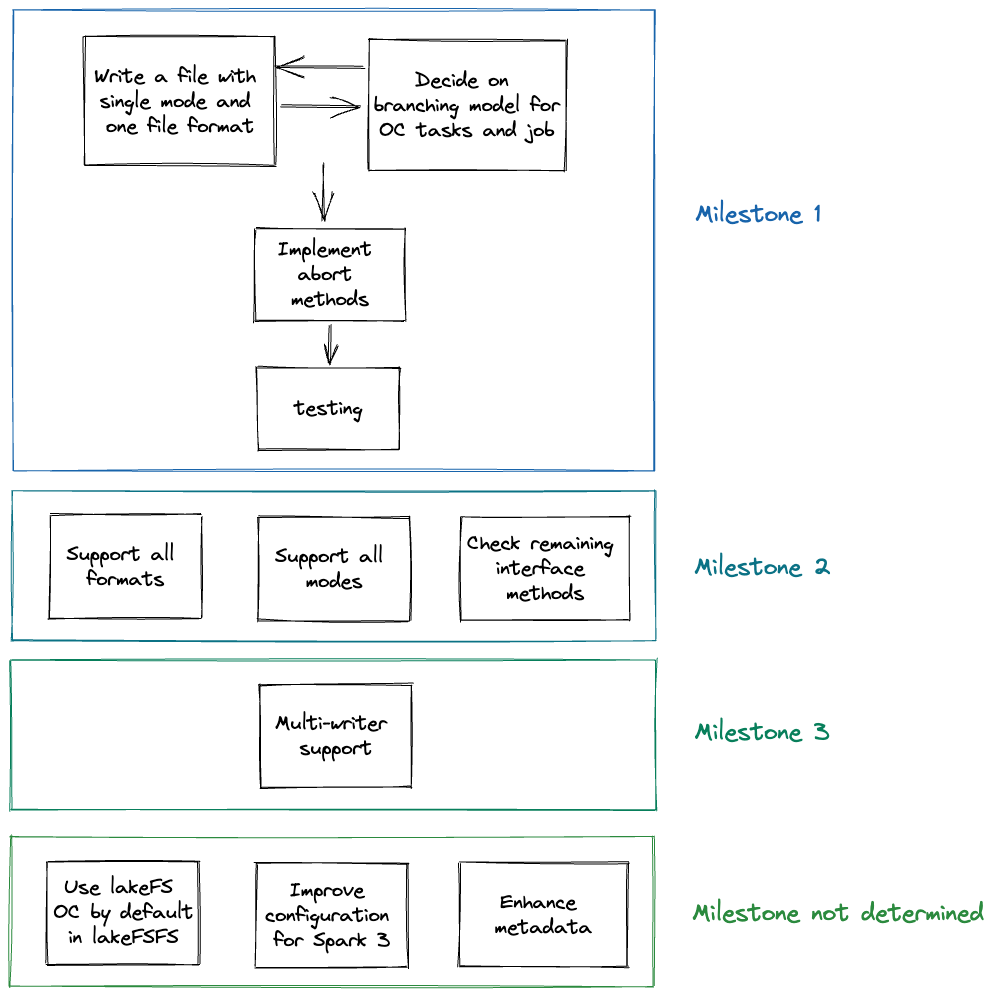 Write a file with
single mode and
one file format
Decide on
branching model for
OC tasks and job
Implement
abort
methods
testing
Milestone 1
Support all
formats
Support all
modes
Check remaining
interface
methods
Milestone 2
Multi-writer
support
Milestone 3
Use lakeFS
OC by default
in lakeFSFS
Improve
configuration
for Spark 3
Enhance
metadata
Milestone not determined